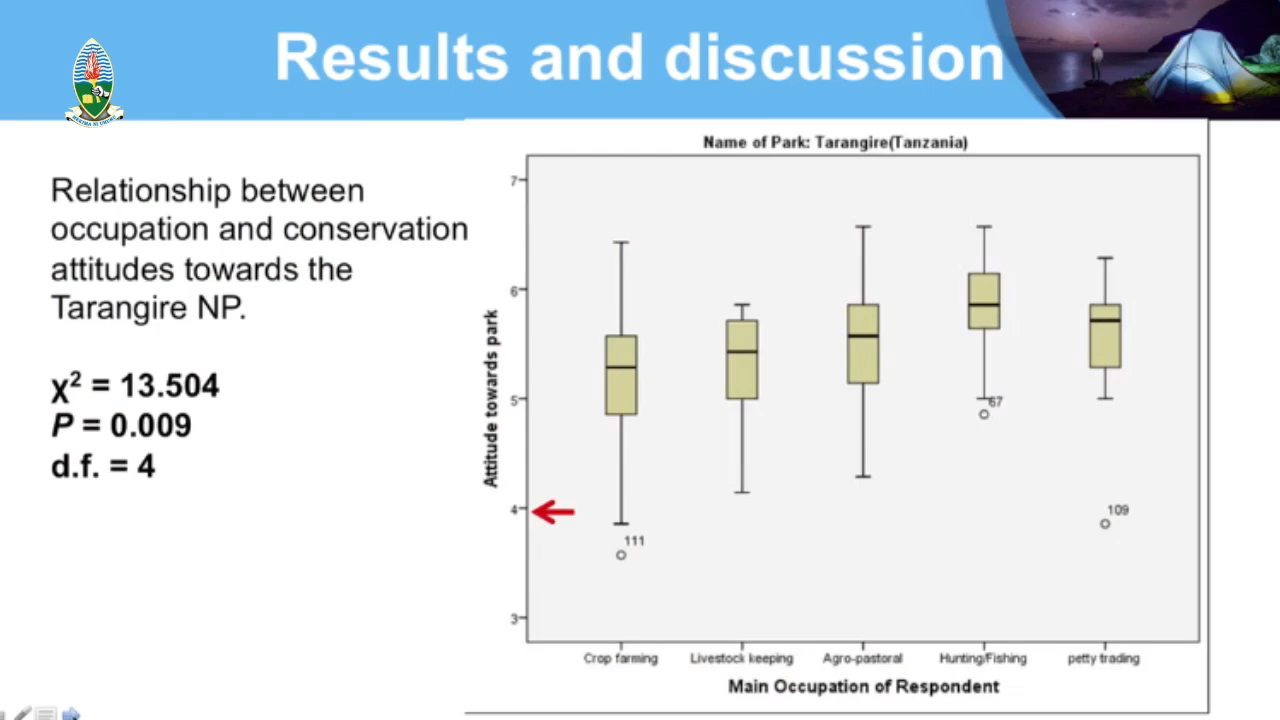 Results and discussion
Relationship between
occupation and conservation
attitudes towards the
Tarangire NP.
χ² = 13.504
P = 0.009
d.f. = 4
Name of Park: Tarangire(Tanzania)
Attitude towards park
7
6
5
4
3
67
109
111
Crop farming
Livestock keeping
Agro-pastoral
Hunting/Fishing
petty trading
Main Occupation of Respondent